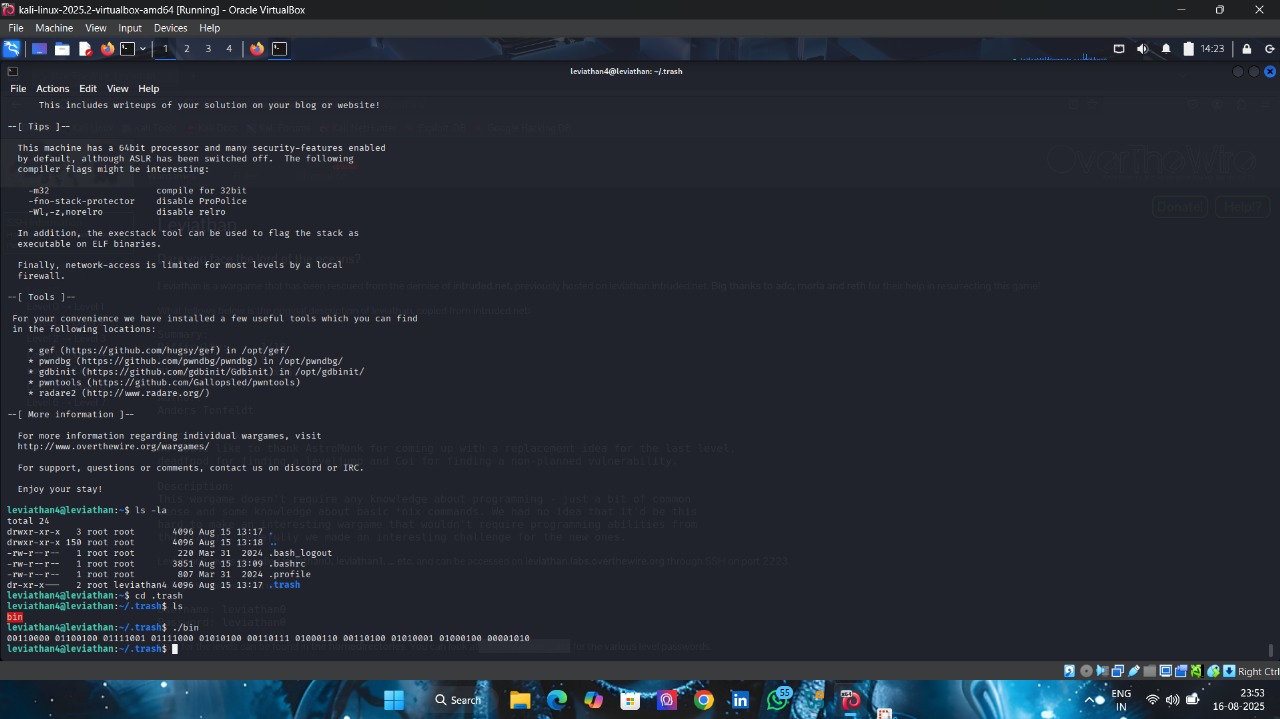 kali-linux-2025.2-virtualbox-amd64 [Running] - Oracle VirtualBox
File Machine View Input Devices Help
1 2 3 4
14:23
leviathan4@leviathan: ~/.trash
File Actions Edit View Help
This includes writeups of your solution on your blog or website!
--[ Tips ]--
This machine has a 64bit processor and many security-features enabled
by default, although ASLR has been switched off. The following
compiler flags might be interesting:
-m32 compile for 32bit
-fno-stack-protector disable ProPolice
-Wl,-z,norelro disable relro
In addition, the execstack tool can be used to flag the stack as
executable on ELF binaries.
Finally, network-access is limited for most levels by a local
firewall.
--[ Tools ]--
For your convenience we have installed a few useful tools which you can find
in the following locations:
* gef (https://github.com/hugsy/gef) in /opt/gef/
* pwndbg (https://github.com/pwndbg/pwndbg) in /opt/pwndbg/
* gdbinit (https://github.com/gdbinit/Gdbinit) in /opt/gdbinit/
* pwntools (https://github.com/Gallopsled/pwntools)
* radare2 (http://www.radare.org/)
--[ More information ]--
For more information regarding individual wargames, visit
http://www.overthewire.org/wargames/
For support, questions or comments, contact us on discord or IRC.
Enjoy your stay!
leviathan4@leviathan:~$ ls -la
total 24
drwxr-xr-x 3 root root 4096 Aug 15 13:17 .
drwxr-xr-x 150 root root 4096 Aug 15 13:18 ..
-rw-r--r-- 1 root root 220 Mar 31 2024 .bash_logout
-rw-r--r-- 1 root root 3851 Aug 15 13:09 .bashrc
-rw-r--r-- 1 root root 807 Mar 31 2024 .profile
dr-xr-x--- 2 root leviathan4 4096 Aug 15 13:17 .trash
leviathan4@leviathan:~$ cd .trash
leviathan4@leviathan:~/.trash$ ls
bin
leviathan4@leviathan:~/.trash$ ./bin
00110000 01100100 01111001 01111000 01010100 00110111 01000110 00110100 01010001 01000100 00001010
leviathan4@leviathan:~/.trash$
OverTheWire
Donate! Help!?
Leviathan
Right Ctrl
Search
55
ENG
IN
23:53
16-08-2025